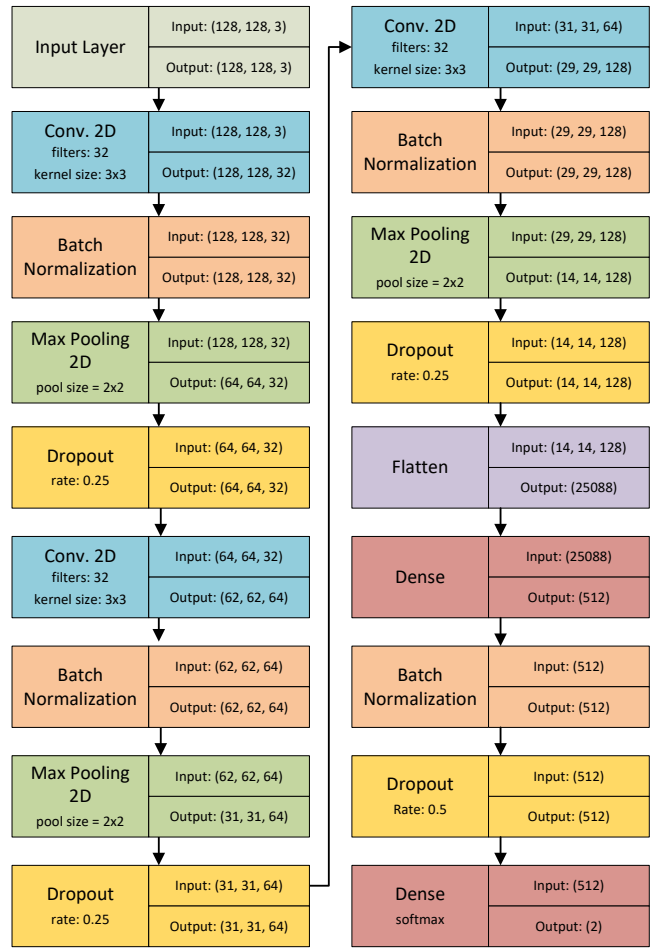 Input Layer
Input: (128, 128, 3)
Output: (128, 128, 3)
Conv. 2D
filters: 32
kernel size: 3x3
Input: (128, 128, 3)
Output: (128, 128, 32)
Batch
Normalization
Input: (128, 128, 32)
Output: (128, 128, 32)
Max Pooling
2D
pool size = 2x2
Input: (128, 128, 32)
Output: (64, 64, 32)
Dropout
rate: 0.25
Input: (64, 64, 32)
Output: (64, 64, 32)
Conv. 2D
filters: 32
kernel size: 3x3
Input: (64, 64, 32)
Output: (62, 62, 64)
Batch
Normalization
Input: (62, 62, 64)
Output: (62, 62, 64)
Max Pooling
2D
pool size = 2x2
Input: (62, 62, 64)
Output: (31, 31, 64)
Dropout
rate: 0.25
Input: (31, 31, 64)
Output: (31, 31, 64)
Conv. 2D
filters: 32
kernel size: 3x3
Input: (31, 31, 64)
Output: (29, 29, 128)
Batch
Normalization
Input: (29, 29, 128)
Output: (29, 29, 128)
Max Pooling
2D
pool size = 2x2
Input: (29, 29, 128)
Output: (14, 14, 128)
Dropout
rate: 0.25
Input: (14, 14, 128)
Output: (14, 14, 128)
Flatten
Input: (14, 14, 128)
Output: (25088)
Dense
Input: (25088)
Output: (512)
Batch
Normalization
Input: (512)
Output: (512)
Dropout
Rate: 0.5
Input: (512)
Output: (512)
Dense
softmax
Input: (512)
Output: (2)